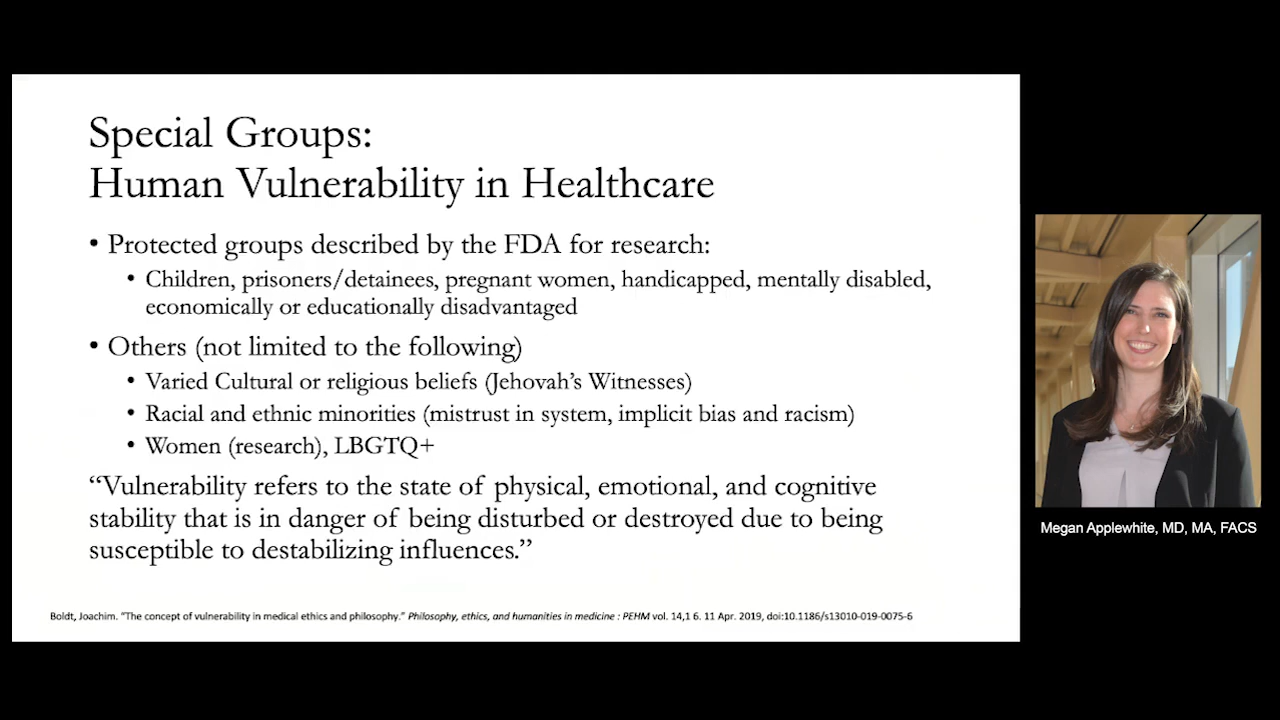 Special Groups:
Human Vulnerability in Healthcare
• Protected groups described by the FDA for research:
• Children, prisoners/detainees, pregnant women, handicapped, mentally disabled,
economically or educationally disadvantaged
• Others (not limited to the following)
• Varied Cultural or religious beliefs (Jehovah's Witnesses)
• Racial and ethnic minorities (mistrust in system, implicit bias and racism)
• Women (research), LBGTQ+
“Vulnerability refers to the state of physical, emotional, and cognitive
stability that is in danger of being disturbed or destroyed due to being
susceptible to destabilizing influences.”
Boldt, Joachim. “The concept of vulnerability in medical ethics and philosophy.” Philosophy, ethics, and humanities in medicine : PEHM vol. 14,1 6. 11 Apr. 2019, doi:10.1186/s13010-019-0075-6
Megan Applewhite, MD, MA, FACS